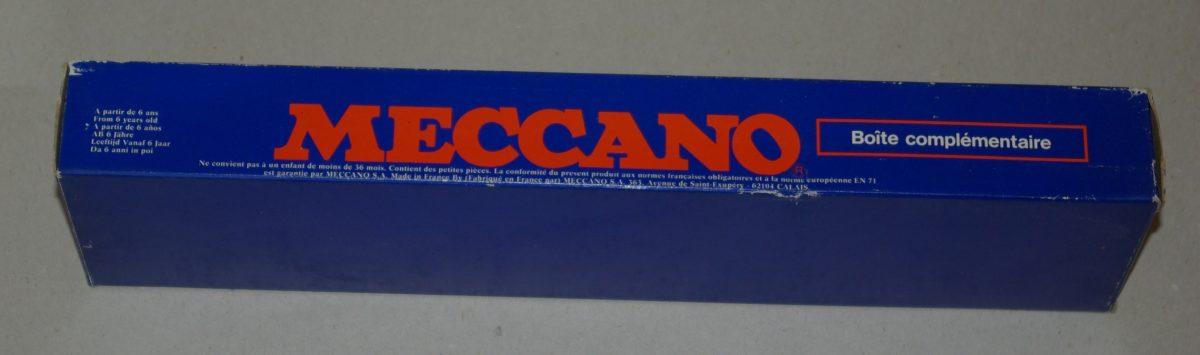 A partir de 6 ans
From 6 years old
A partir de 6 años
AB 6 Jähre
Leeftijd Vanaf 6 Jaar
Da 6 anni in poi
MECCANO
®
Boîte complémentaire
Ne convient pas à un enfant de moins de 36 mois. Contient des petites pièces. La conformité du present produit aux normes françaises obligatoires et à la norme européenne EN 71
est garantie par MECCANO S.A. Made in France By (Fabriqué en France par) MECCANO S.A. 363, Avenue de Saint-Exupéry - 62104 CALAIS